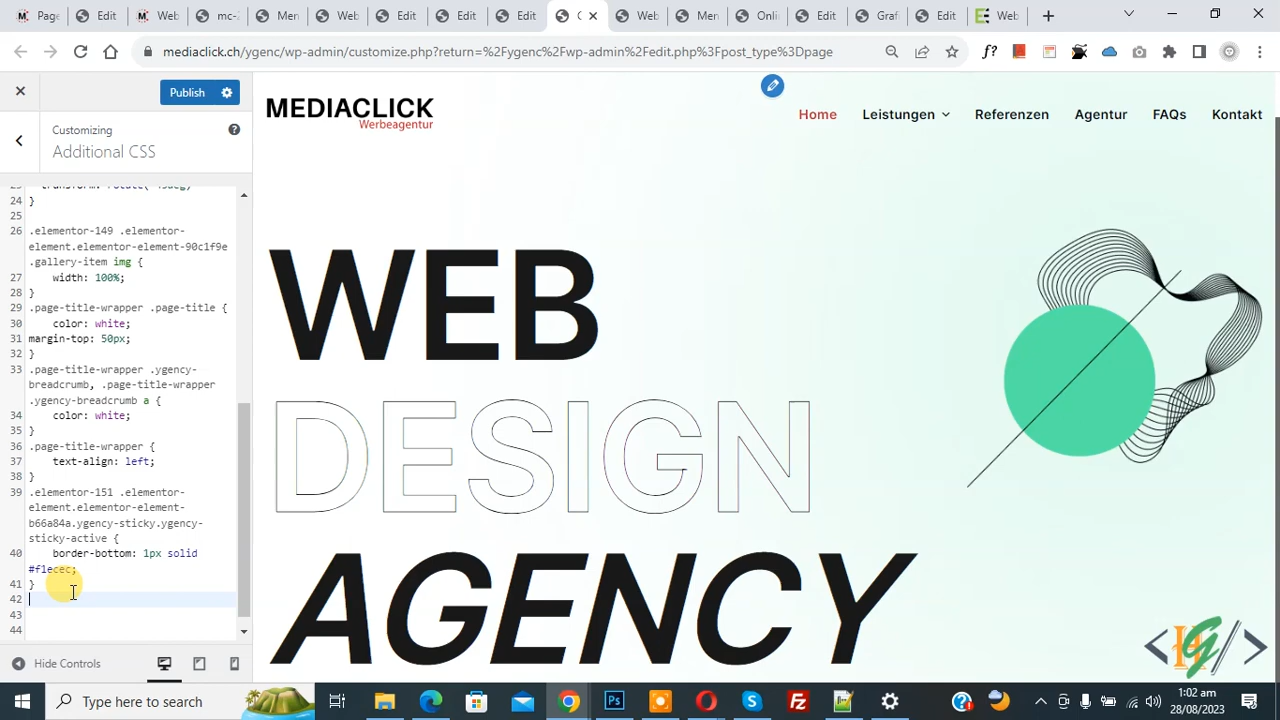 Page
Edit
Web
mc-
Men
Web
Edit
Edit
Edit
C
Web
Men
Onli
Edit
Graf
Edit
Web
mediaclick.ch/ygenc/wp-admin/customize.php?return=%2Fygenc%2Fwp-admin%2Fedit.php%3Fpost_type%3Dpage
f?
Publish
Customizing
Additional CSS
24 }
25
26 .elementor-149 .elementor-
element.elementor-element-90c1f9e
.gallery-item img {
27 width: 100%;
28 }
29 .page-title-wrapper .page-title {
30 color: white;
31 margin-top: 50px;
32 }
33 .page-title-wrapper .ygency-
breadcrumb, .page-title-wrapper
.ygency-breadcrumb a {
34 color: white;
35 }
36 .page-title-wrapper {
37 text-align: left;
38 }
39 .elementor-151 .elementor-
element.elementor-element-
b66a84a.ygency-sticky.ygency-
sticky-active {
40 border-bottom: 1px solid
#f1ecec;
41 }
42
43
44
Hide Controls
MEDIACLICK
Werbeagentur
Home Leistungen Referenzen Agentur FAQs Kontakt
WEB
DESIGN
AGENCY
<HG/>
Type here to search
1:02 am
28/08/2023